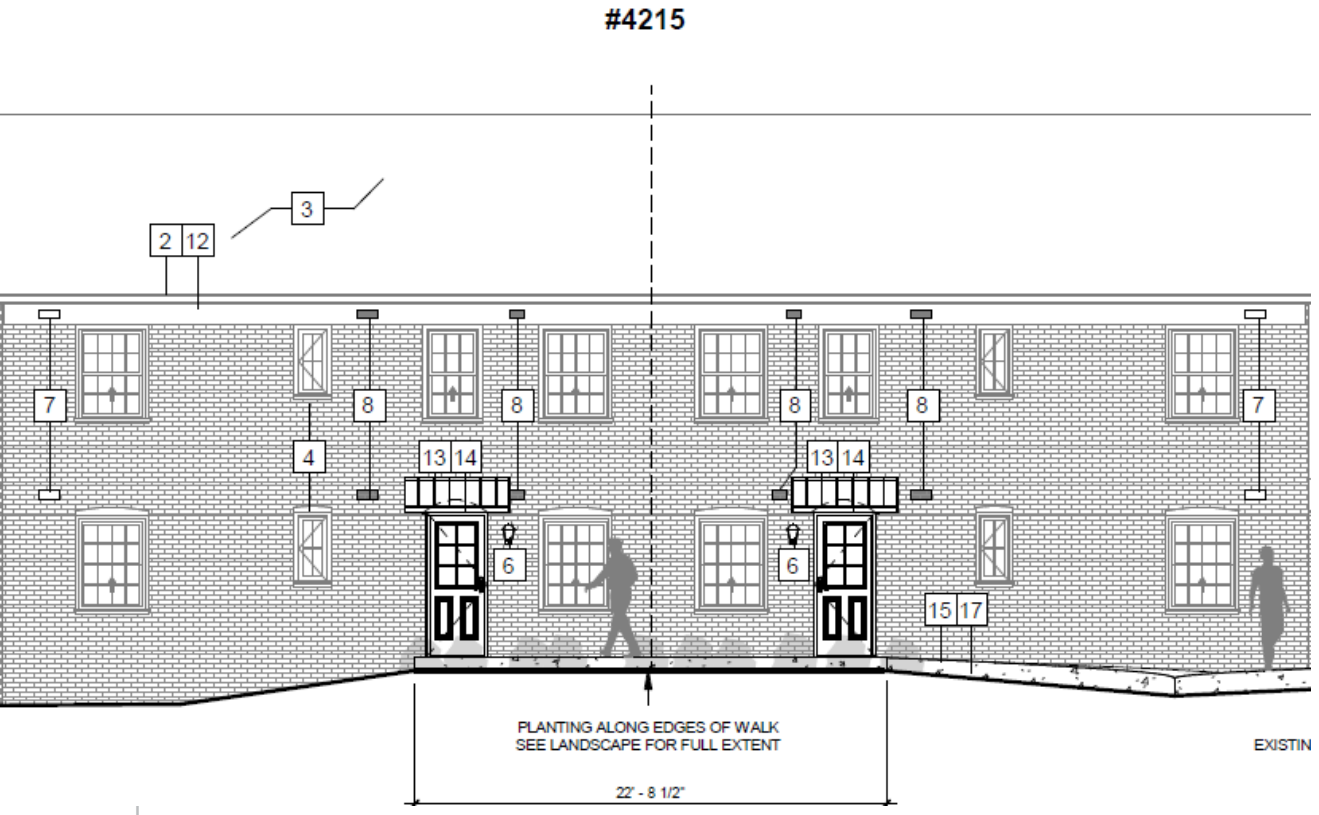 #4215
3
2 12
7 8 8 8 8 7
4 13 14 13 14
6 6
15 17
PLANTING ALONG EDGES OF WALK
SEE LANDSCAPE FOR FULL EXTENT
EXISTIN
22' - 8 1/2"